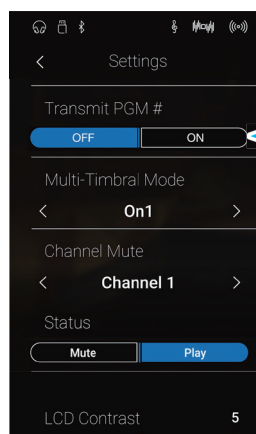 Settings
Transmit PGM #
OFF ON
Multi-Timbral Mode
On1
Channel Mute
Channel 1
Status
Mute Play
LCD Contrast 5